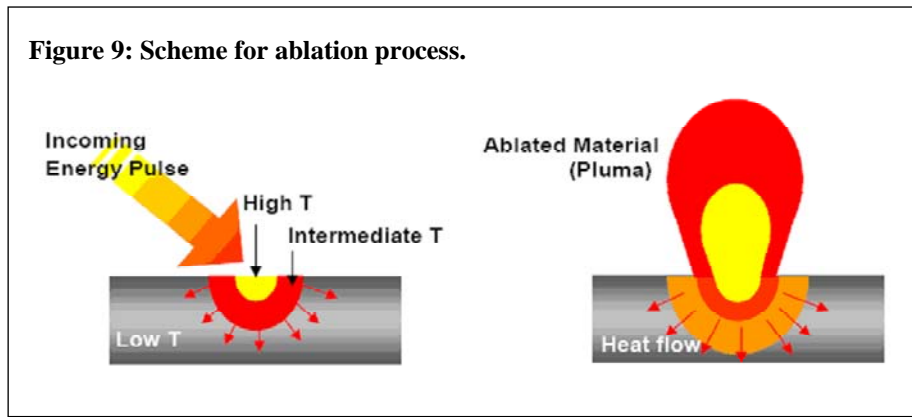 Figure 9: Scheme for ablation process.
Incoming
Energy Pulse
High T
Intermediate T
Low T
Ablated Material
(Pluma)
Heat flow